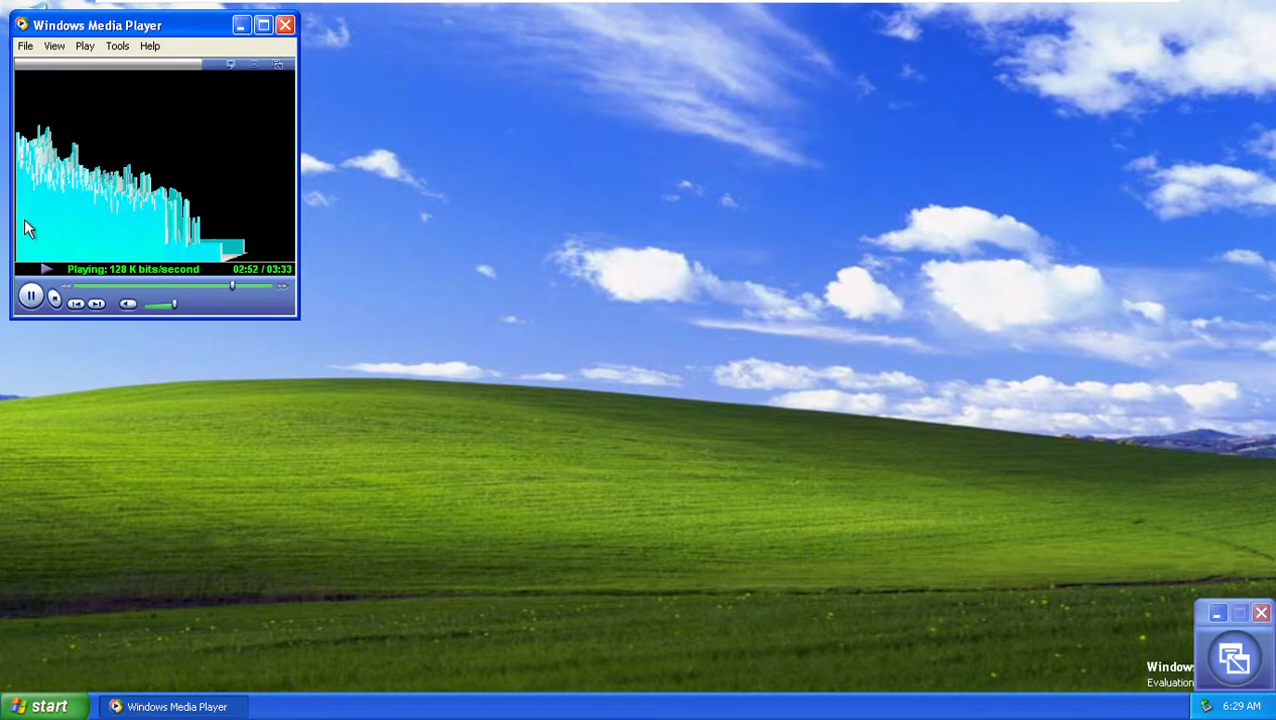 Windows Media Player
File View Play Tools Help
Playing: 128 K bits/second 02:52 / 03:33
Window
Evaluation
start Windows Media Player 6:29 AM